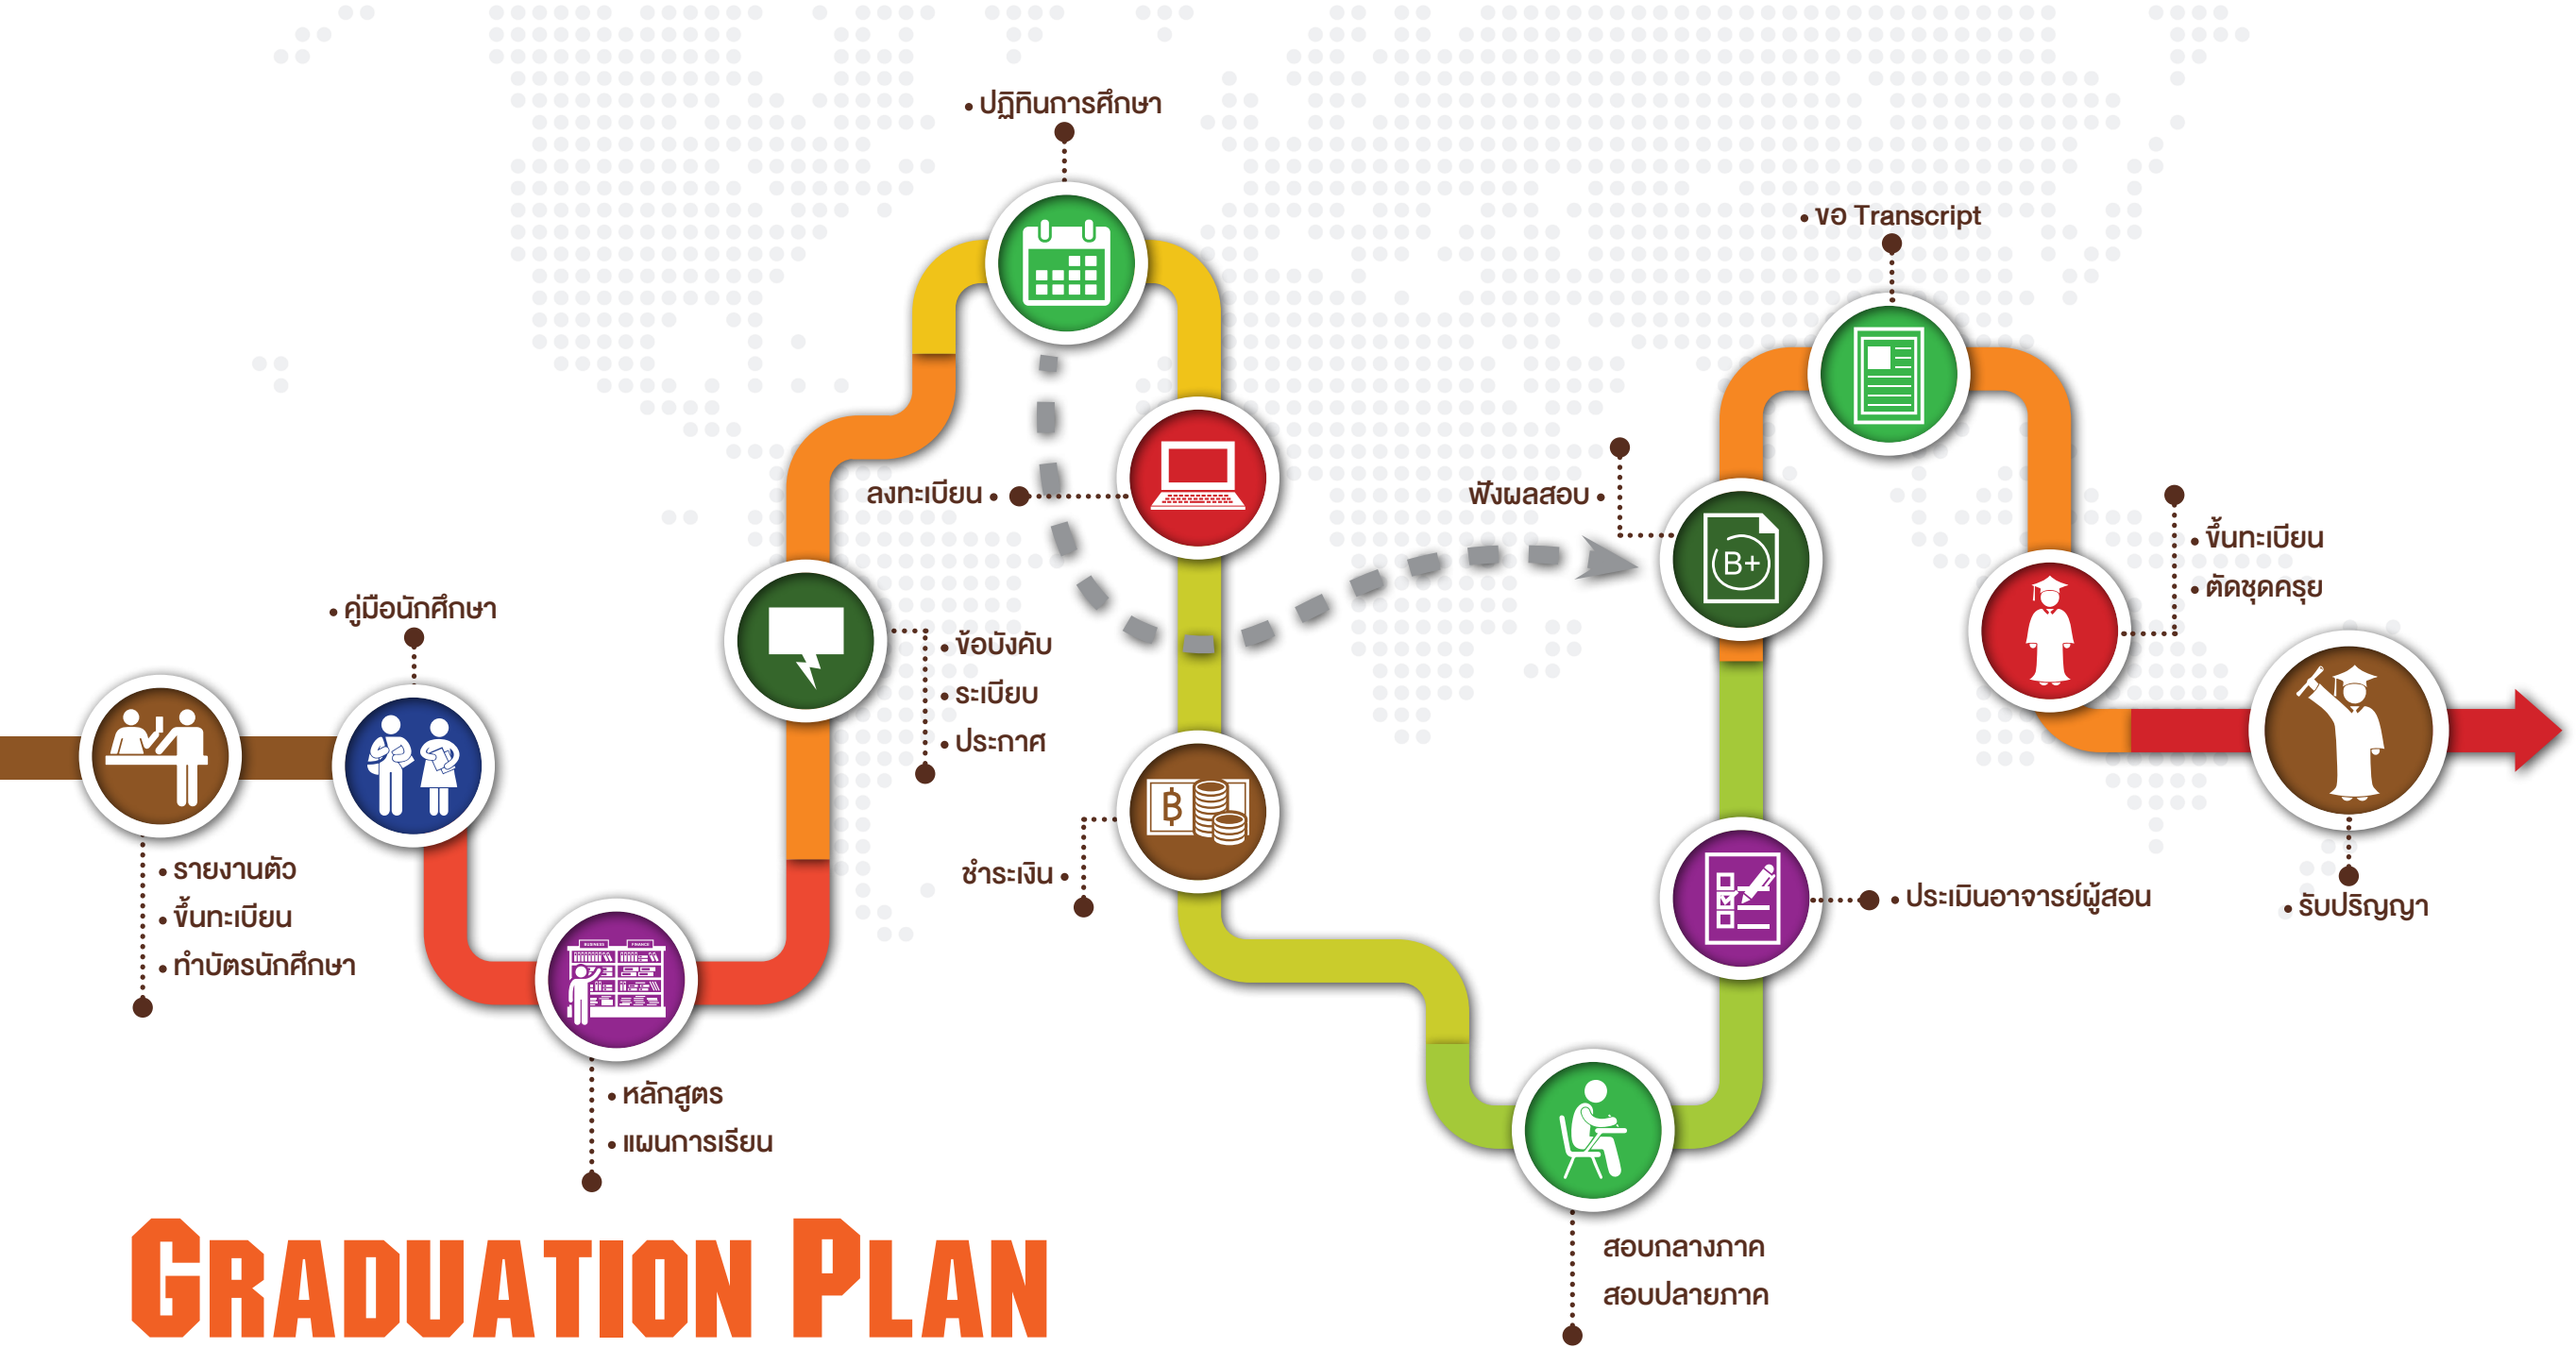 • ปฏิทินการศึกษา
• ขอ Transcript
ลงทะเบียน •
ฟังผลสอบ •
B+
• ขึ้นทะเบียน
• ตัดชุดครุย
• คู่มือนักศึกษา
• ข้อบังคับ
• ระเบียบ
• ประกาศ
฿
ชำระเงิน •
• รายงานตัว
• ขึ้นทะเบียน
• ทำบัตรนักศึกษา
• ประเมินอาจารย์ผู้สอน
• รับปริญญา
BUSINESS FINANCE
• หลักสูตร
• แผนการเรียน
สอบกลางภาค
สอบปลายภาค
GRADUATION PLAN